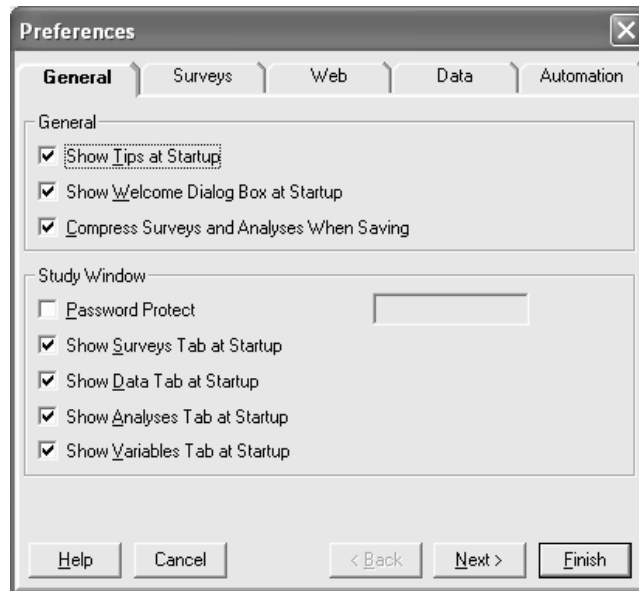 Preferences
General Surveys Web Data Automation
General
Show Tips at Startup
Show Welcome Dialog Box at Startup
Compress Surveys and Analyses When Saving
Study Window
Password Protect
Show Surveys Tab at Startup
Show Data Tab at Startup
Show Analyses Tab at Startup
Show Variables Tab at Startup
Help Cancel < Back Next > Finish